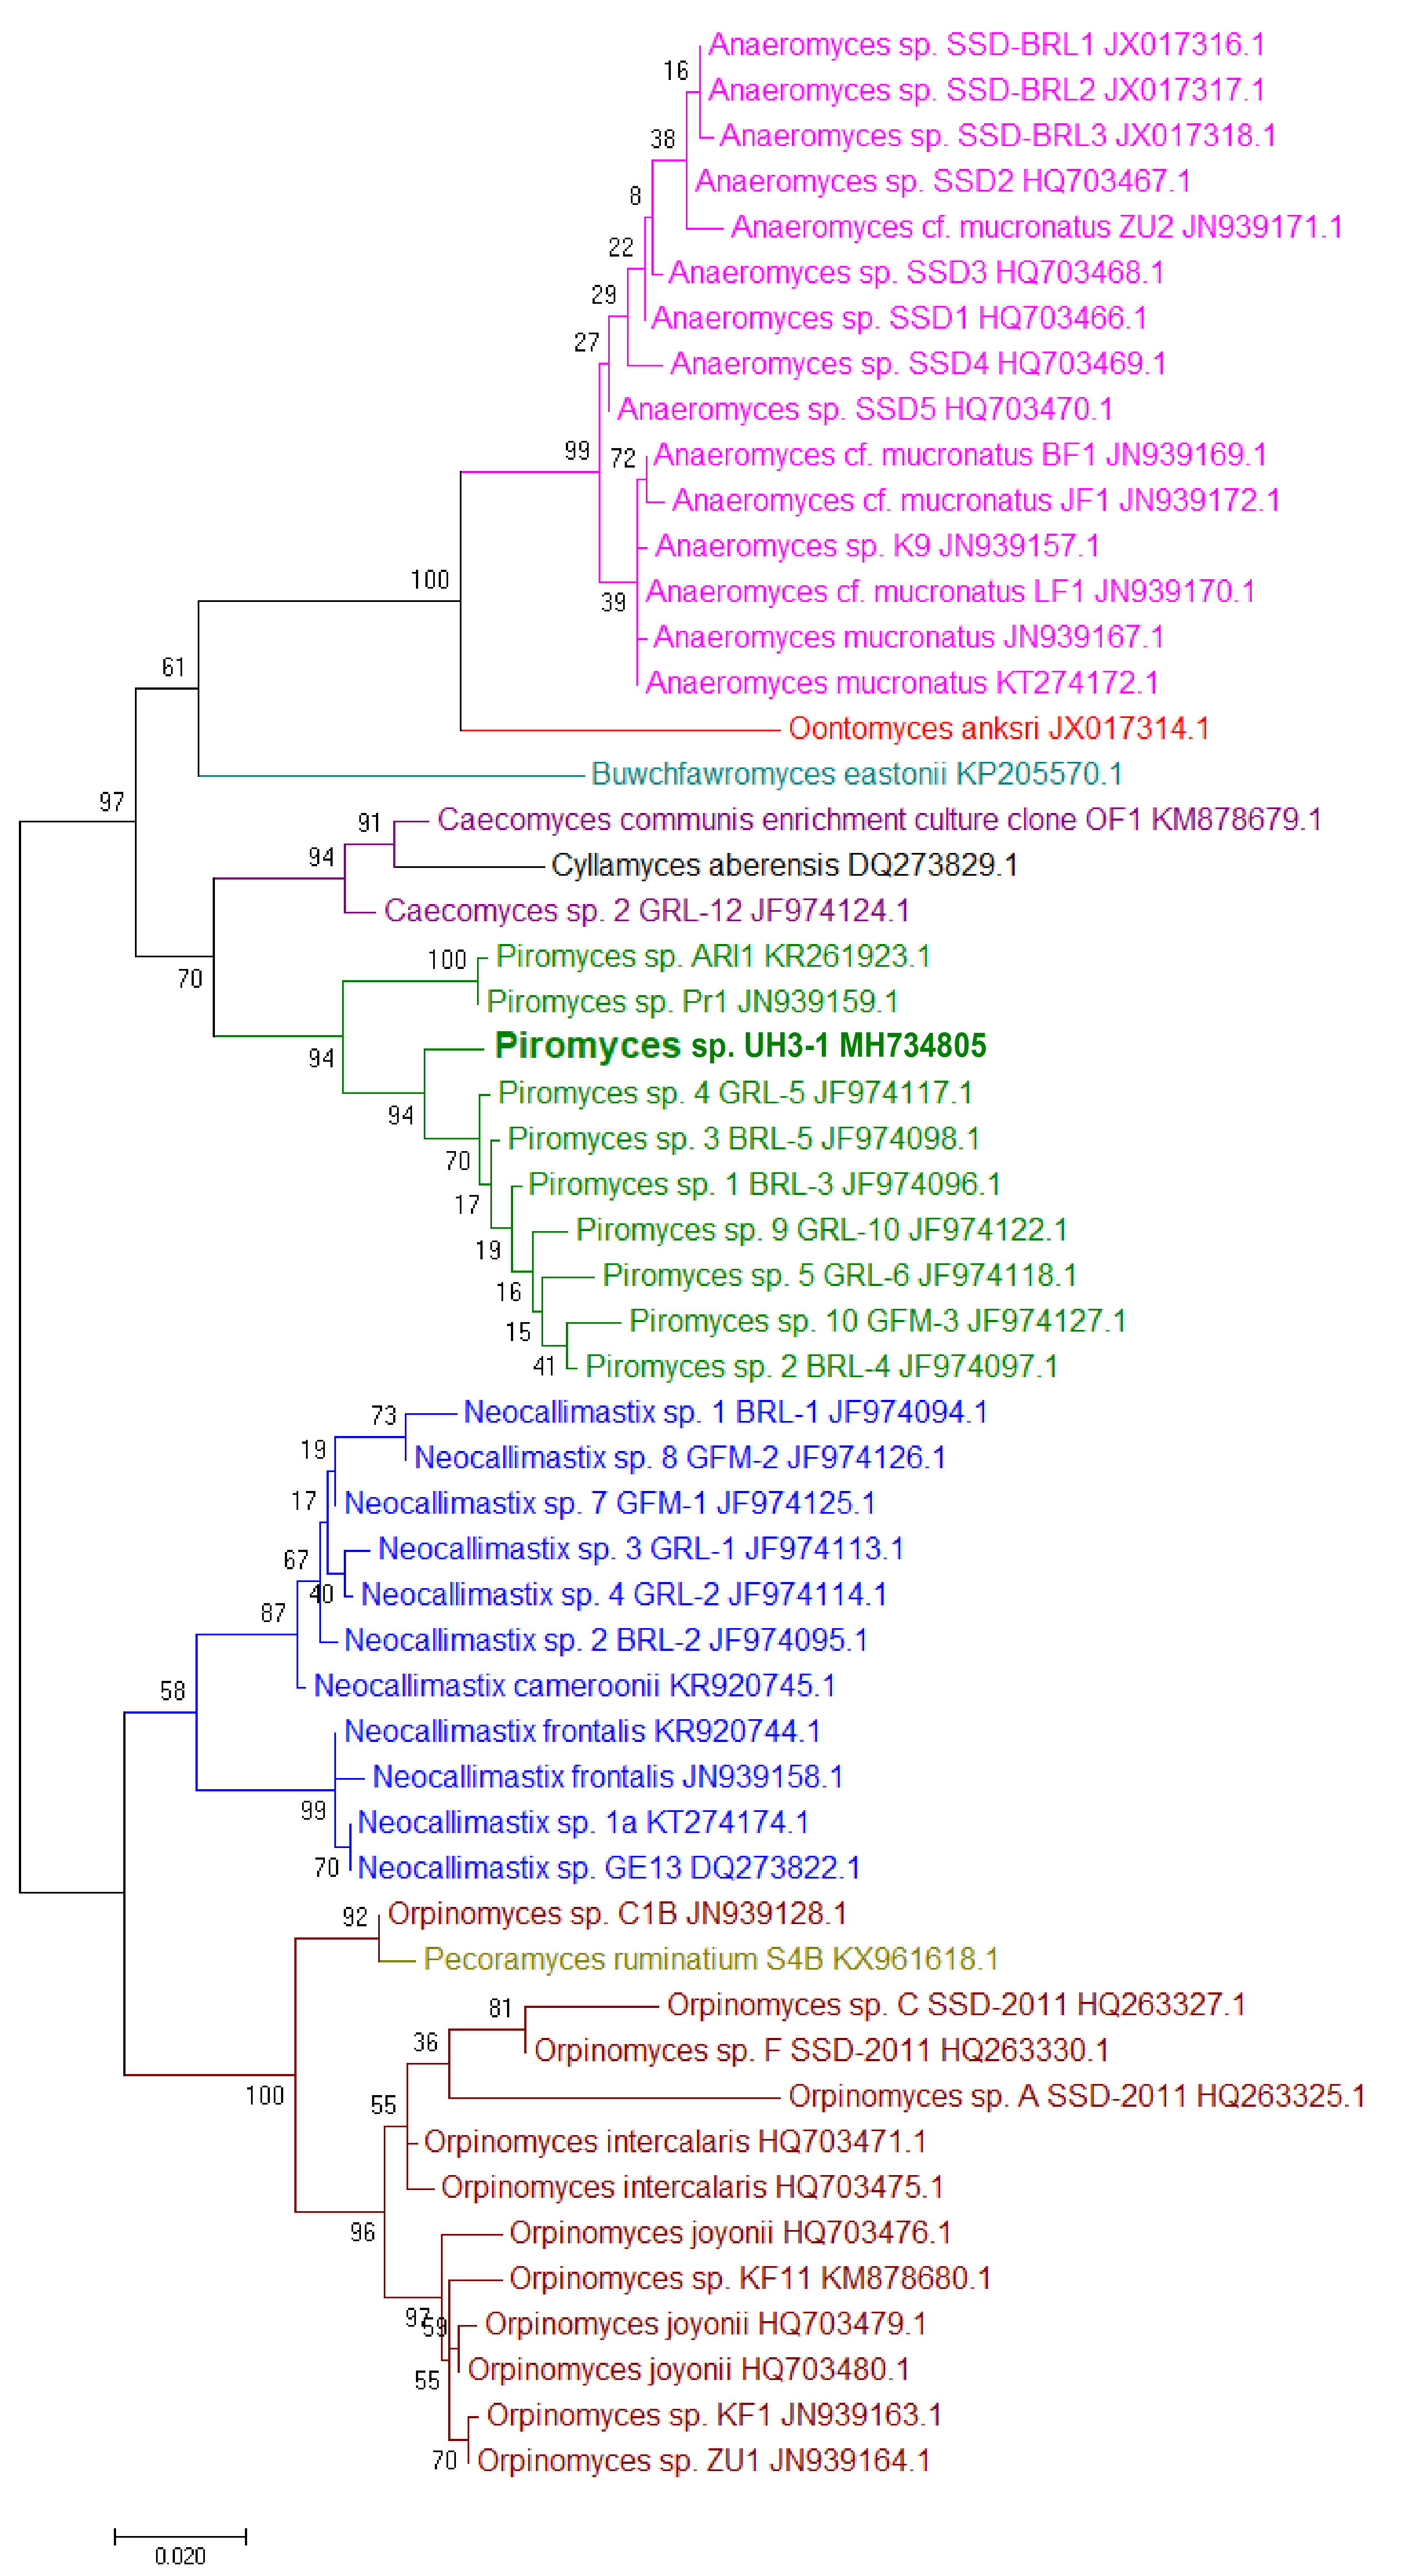 Anaeromyces sp. SSD-BRL1 JX017316.1
16
Anaeromyces sp. SSD-BRL2 JX017317.1
Anaeromyces sp. SSD-BRL3 JX017318.1
38
Anaeromyces sp. SSD2 HQ703467.1
8
Anaeromyces cf. mucronatus ZU2 JN939171.1
22
Anaeromyces sp. SSD3 HQ703468.1
29
Anaeromyces sp. SSD1 HQ703466.1
27
Anaeromyces sp. SSD4 HQ703469.1
Anaeromyces sp. SSD5 HQ703470.1
99
72
Anaeromyces cf. mucronatus BF1 JN939169.1
Anaeromyces cf. mucronatus JF1 JN939172.1
Anaeromyces sp. K9 JN939157.1
100
Anaeromyces cf. mucronatus LF1 JN939170.1
39
Anaeromyces mucronatus JN939167.1
61
Anaeromyces mucronatus KT274172.1
Oontomyces anksri JX017314.1
Buwchfawromyces eastonii KP205570.1
97
91
Caecomyces communis enrichment culture clone OF1 KM878679.1
94
Cyllamyces aberensis DQ273829.1
Caecomyces sp. 2 GRL-12 JF974124.1
100
Piromyces sp. ARI1 KR261923.1
70
Piromyces sp. Pr1 JN939159.1
Piromyces sp. UH3-1 MH734805
94
Piromyces sp. 4 GRL-5 JF974117.1
94
Piromyces sp. 3 BRL-5 JF974098.1
70
Piromyces sp. 1 BRL-3 JF974096.1
17
Piromyces sp. 9 GRL-10 JF974122.1
19
Piromyces sp. 5 GRL-6 JF974118.1
16
Piromyces sp. 10 GFM-3 JF974127.1
15
Piromyces sp. 2 BRL-4 JF974097.1
41
Neocallimastix sp. 1 BRL-1 JF974094.1
73
19
Neocallimastix sp. 8 GFM-2 JF974126.1
17
Neocallimastix sp. 7 GFM-1 JF974125.1
Neocallimastix sp. 3 GRL-1 JF974113.1
67
40
Neocallimastix sp. 4 GRL-2 JF974114.1
87
Neocallimastix sp. 2 BRL-2 JF974095.1
58
Neocallimastix cameroonii KR920745.1
Neocallimastix frontalis KR920744.1
Neocallimastix frontalis JN939158.1
99
Neocallimastix sp. 1a KT274174.1
70
Neocallimastix sp. GE13 DQ273822.1
92
Orpinomyces sp. C1B JN939128.1
Pecoramyces ruminatium S4B KX961618.1
81
Orpinomyces sp. C SSD-2011 HQ263327.1
36
Orpinomyces sp. F SSD-2011 HQ263330.1
100
Orpinomyces sp. A SSD-2011 HQ263325.1
55
Orpinomyces intercalaris HQ703471.1
Orpinomyces intercalaris HQ703475.1
96
Orpinomyces joyonii HQ703476.1
Orpinomyces sp. KF11 KM878680.1
97
59
Orpinomyces joyonii HQ703479.1
55
Orpinomyces joyonii HQ703480.1
Orpinomyces sp. KF1 JN939163.1
70
Orpinomyces sp. ZU1 JN939164.1
0.020